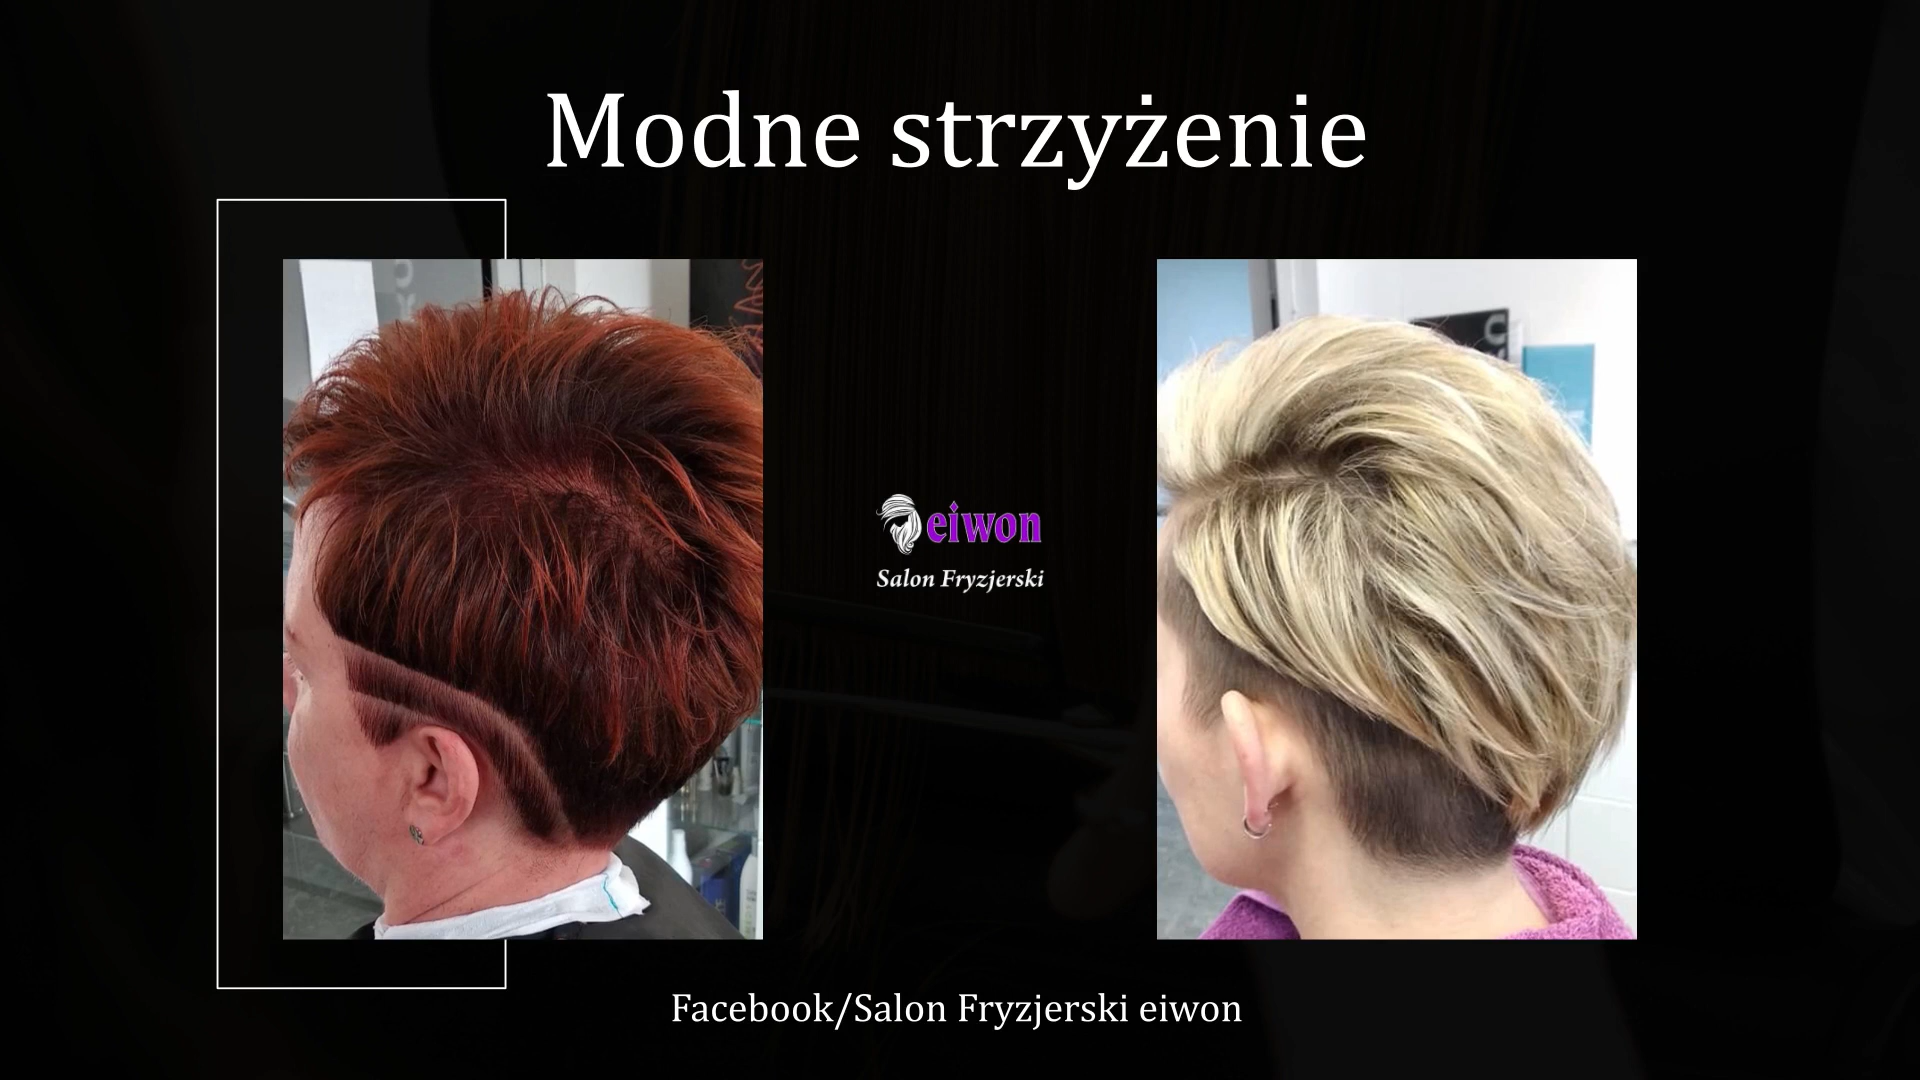 Modne strzyżenie
eiwon
Salon Fryzjerski
Facebook/Salon Fryzjerski eiwon